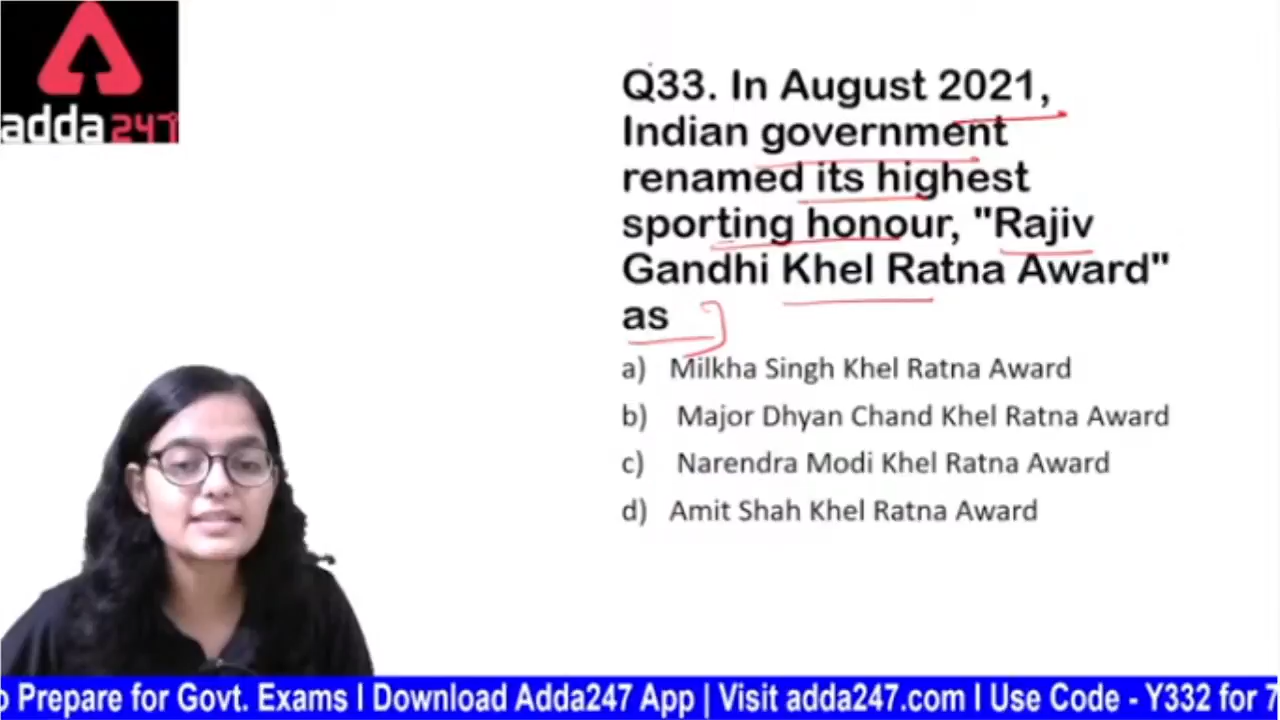 adda247
Q33. In August 2021,
Indian government
renamed its highest
sporting honour, "Rajiv
Gandhi Khel Ratna Award"
as
a) Milkha Singh Khel Ratna Award
b) Major Dhyan Chand Khel Ratna Award
c) Narendra Modi Khel Ratna Award
d) Amit Shah Khel Ratna Award
o Prepare for Govt. Exams I Download Adda247 App | Visit adda247.com I Use Code - Y332 for 7